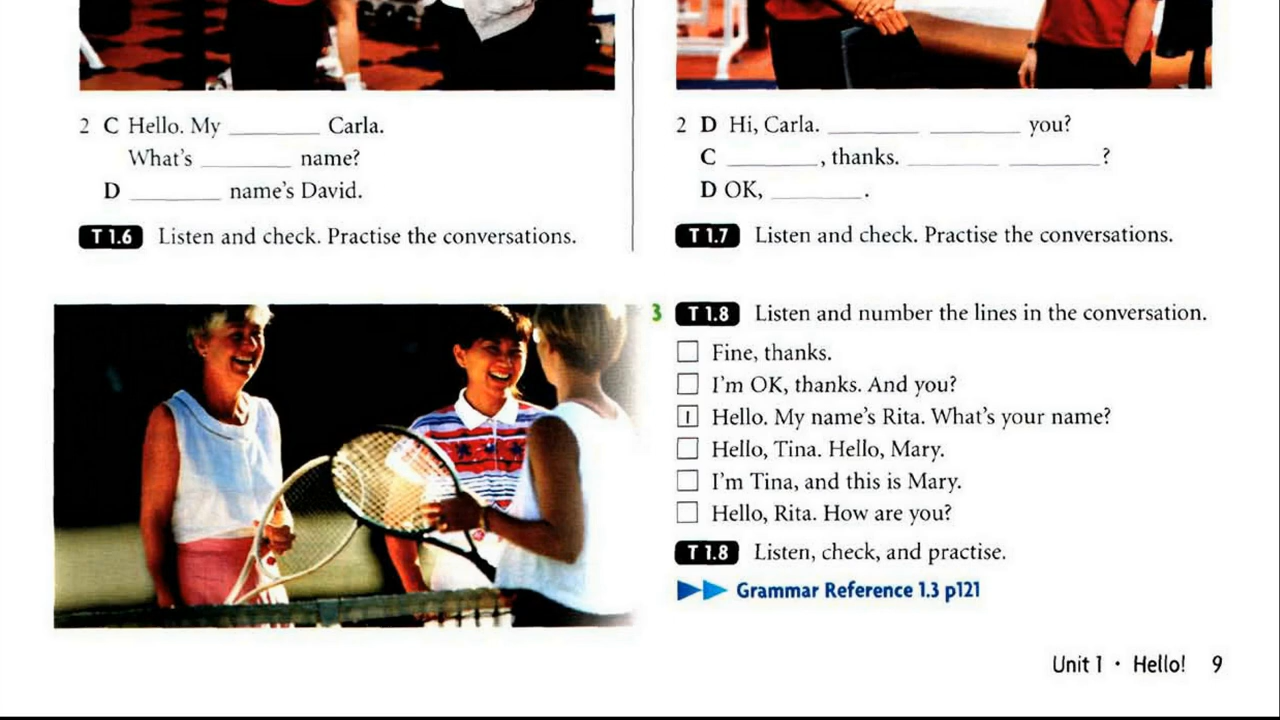 2 C Hello. My ________ Carla.
What's ________ name?
D ________ name's David.
T 1.6 Listen and check. Practise the conversations.
2 D Hi, Carla. ________ ________ you?
C ________, thanks. ________ ________?
D OK, ________.
T 1.7 Listen and check. Practise the conversations.
3 T 1.8 Listen and number the lines in the conversation.
Fine, thanks.
I'm OK, thanks. And you?
1 Hello. My name's Rita. What's your name?
Hello, Tina. Hello, Mary.
I'm Tina, and this is Mary.
Hello, Rita. How are you?
T 1.8 Listen, check, and practise.
Grammar Reference 1.3 p121
Unit 1 · Hello! 9